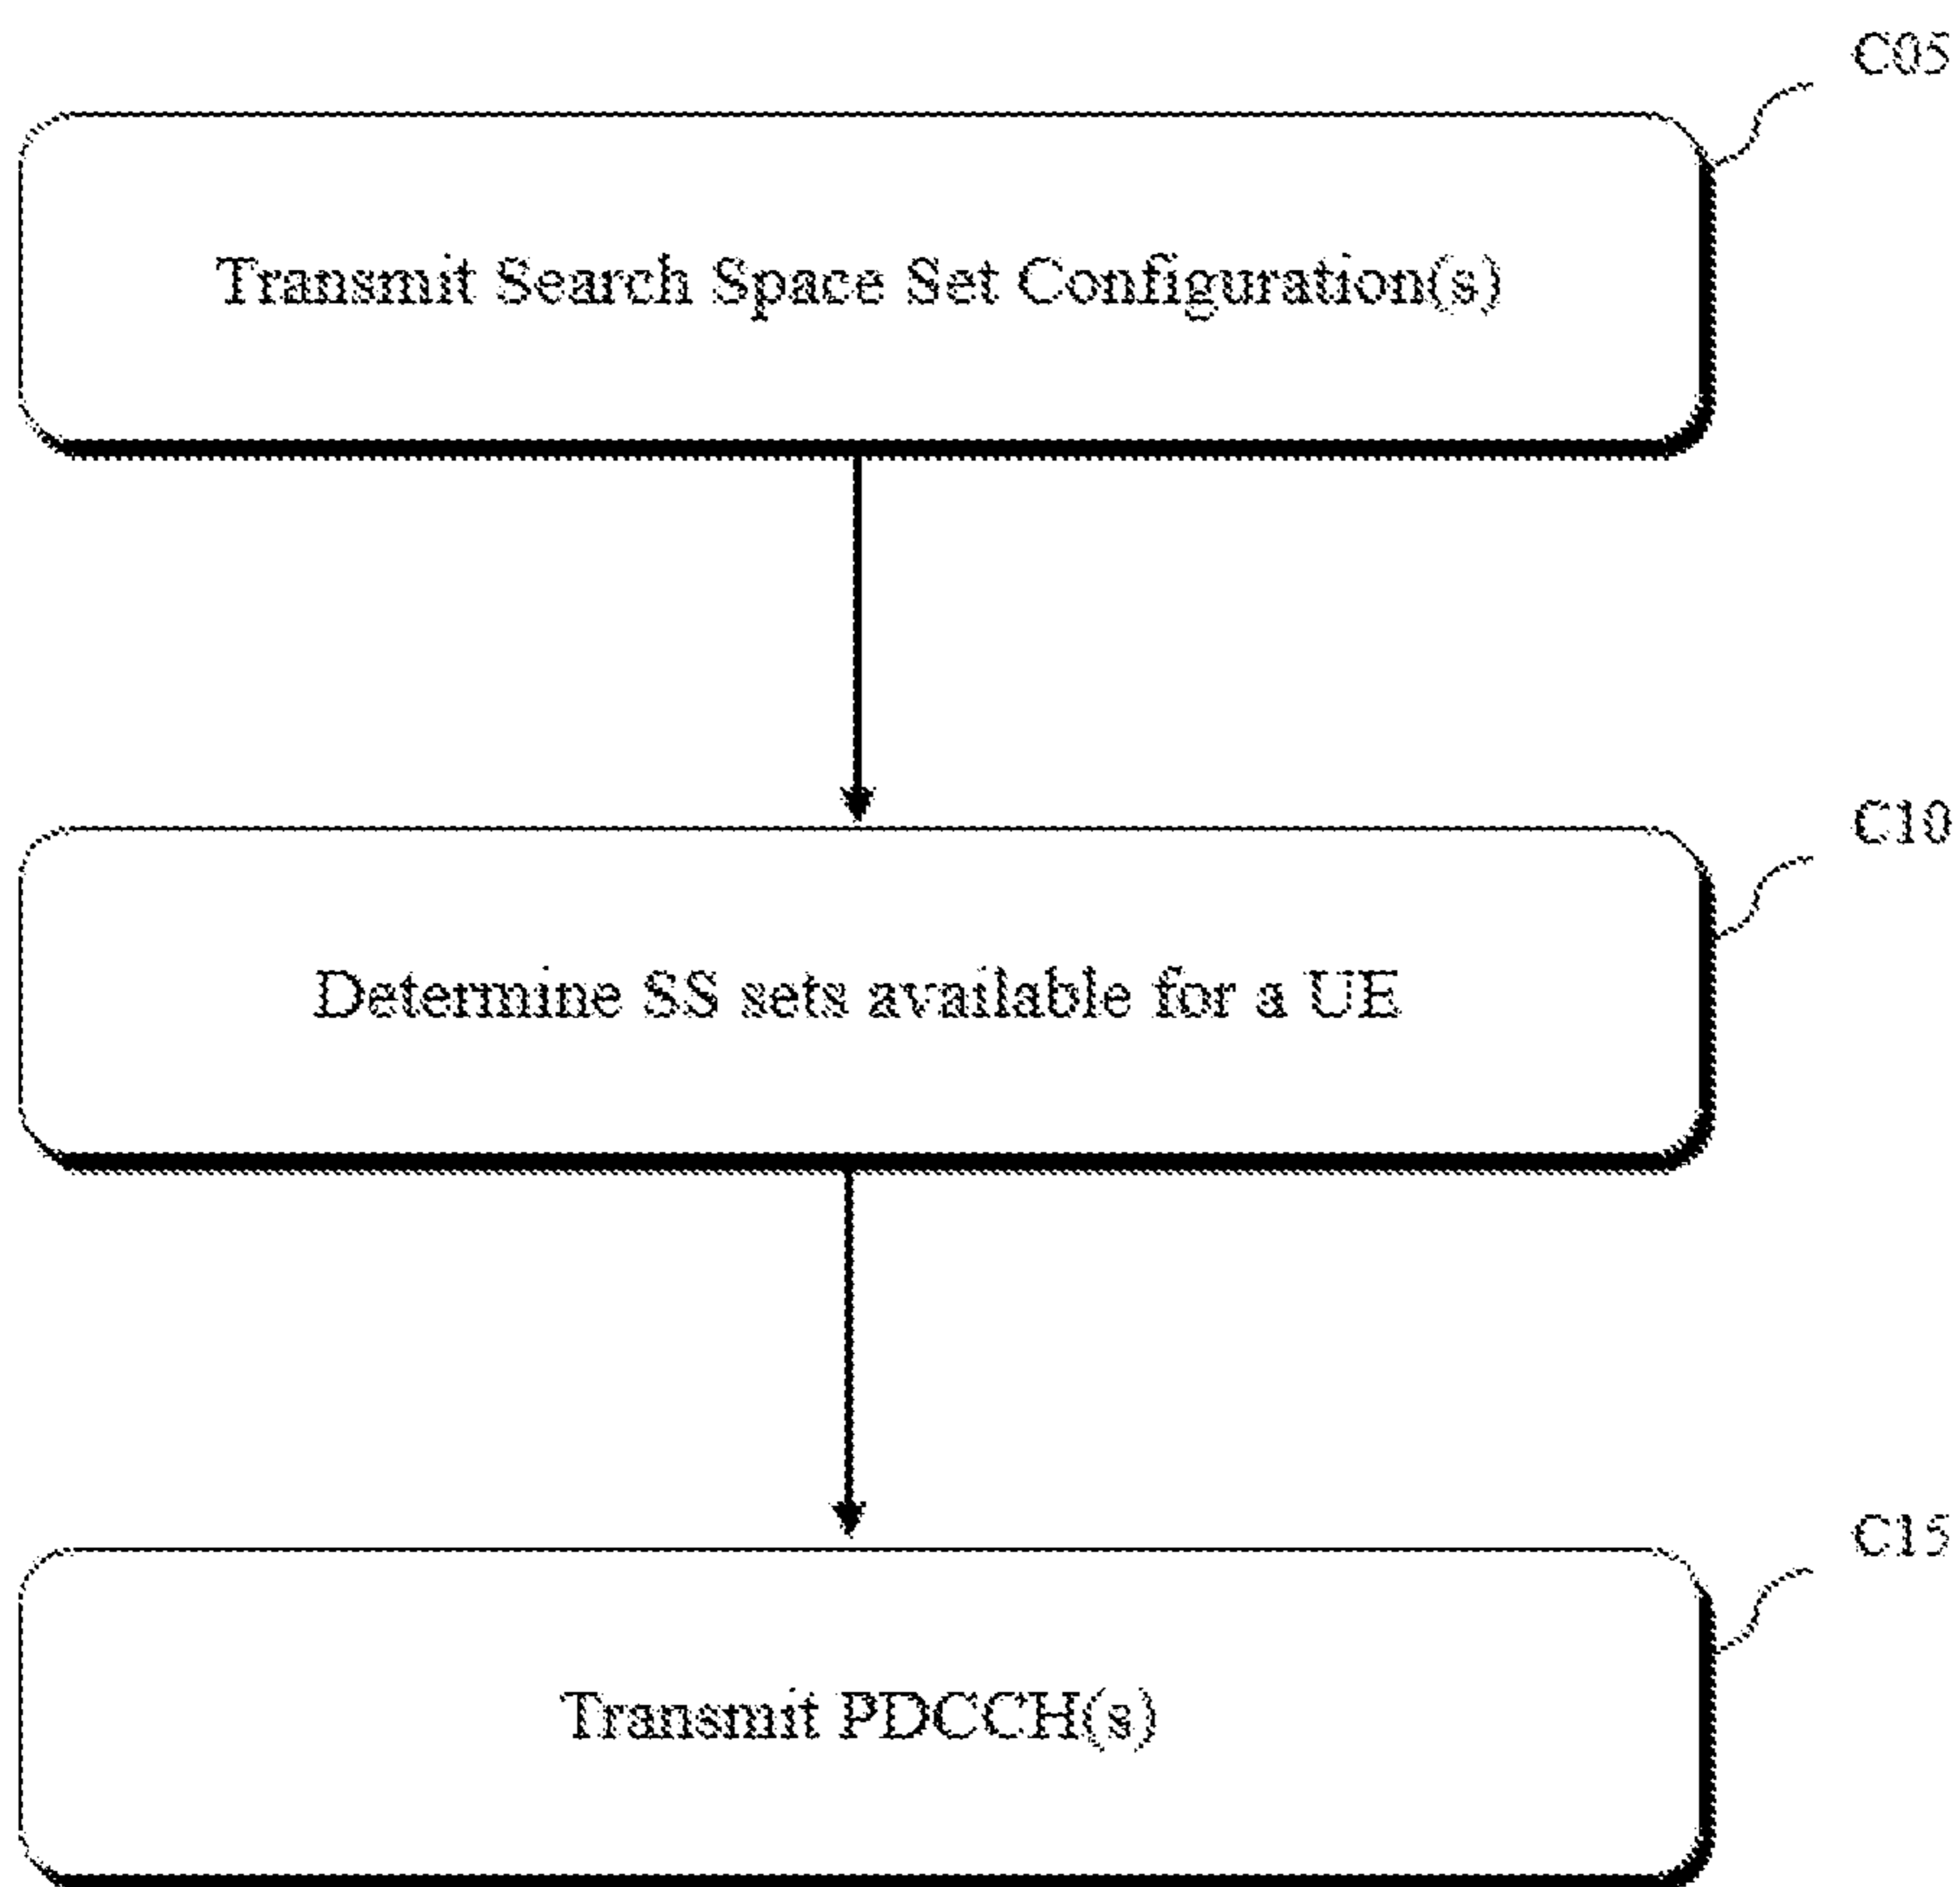 C05
Transmit Search Space Set Configuration(s)
C10
Determine SS sets available for a UE
C15
Transmit PDCCH(s)